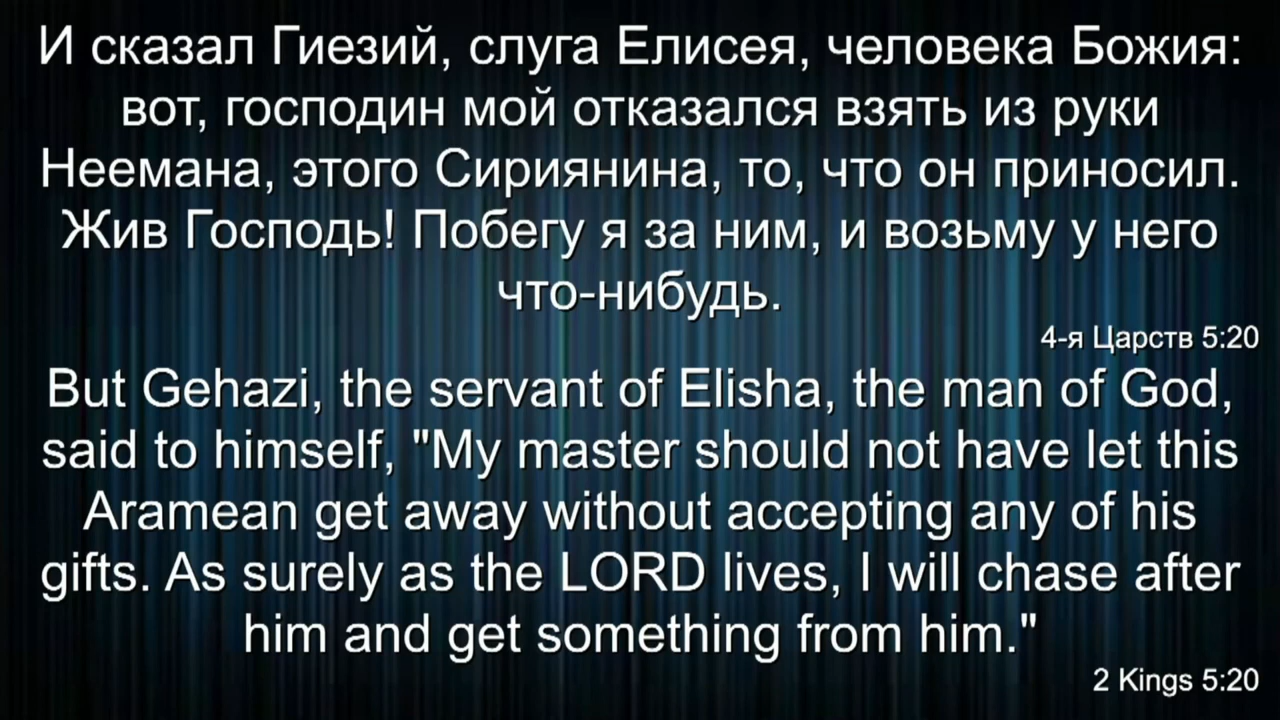 И сказал Гиезий, слуга Елисея, человека Божия:
вот, господин мой отказался взять из руки
Неемана, этого Сириянина, то, что он приносил.
Жив Господь! Побегу я за ним, и возьму у него
что-нибудь.
4-я Царств 5:20
But Gehazi, the servant of Elisha, the man of God,
said to himself, "My master should not have let this
Aramean get away without accepting any of his
gifts. As surely as the LORD lives, I will chase after
him and get something from him."
2 Kings 5:20